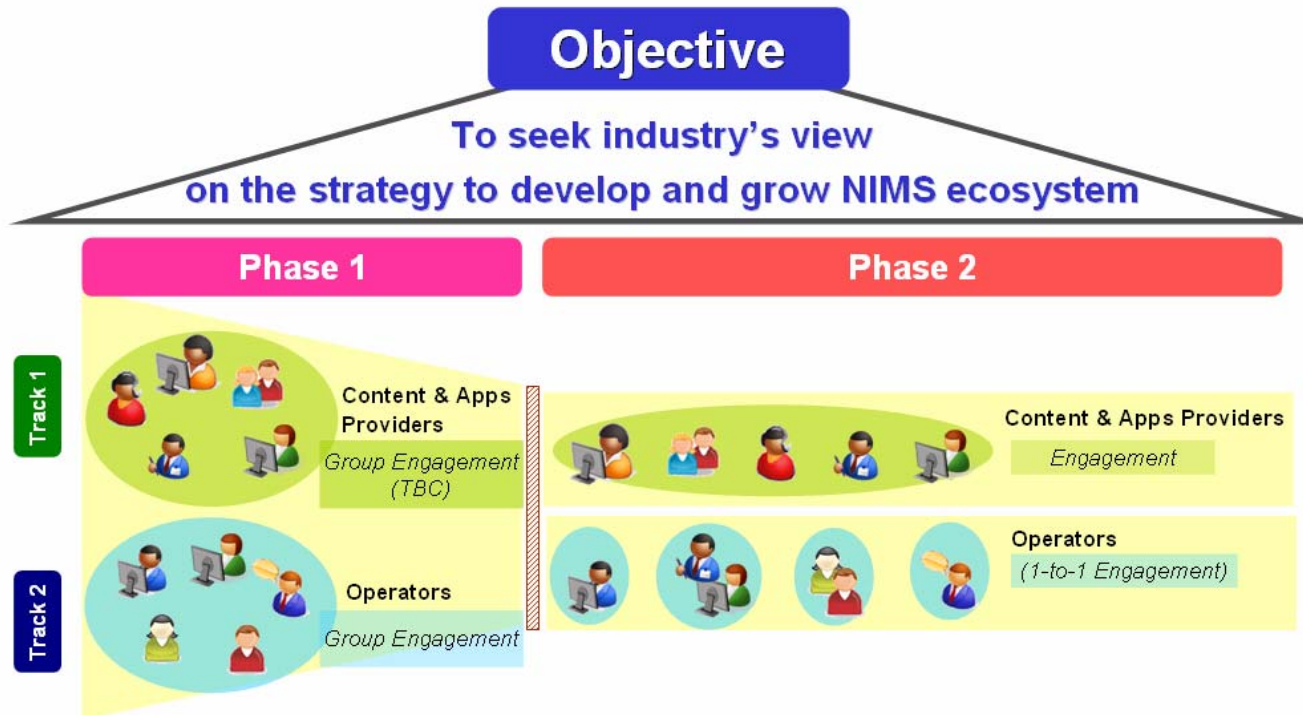 Objective
To seek industry's view
on the strategy to develop and grow NIMS ecosystem
Phase 1
Phase 2
Track 1
Content & Apps
Providers
Group Engagement
(TBC)
Content & Apps Providers
Engagement
Track 2
Operators
Group Engagement
Operators
(1-to-1 Engagement)